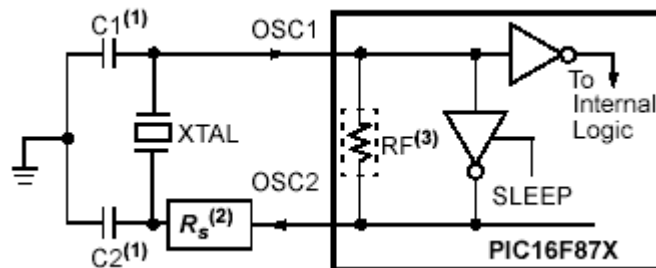 C1(1)
OSC1
To
Internal
Logic
XTAL
RF(3)
OSC2
SLEEP
Rs(2)
C2(1)
PIC16F87X